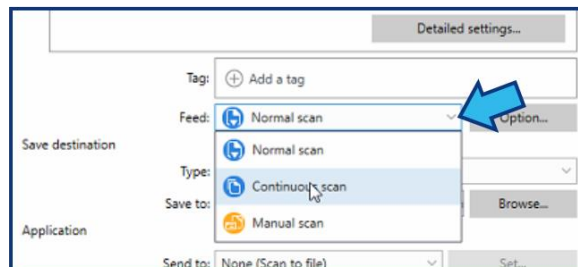 Detailed settings...
Tag: Add a tag
Feed: Normal scan Option...
Normal scan
Save destination
Type:
Continuous scan
Save to: Browse...
Manual scan
Application
Send to: None (Scan to file) Set...